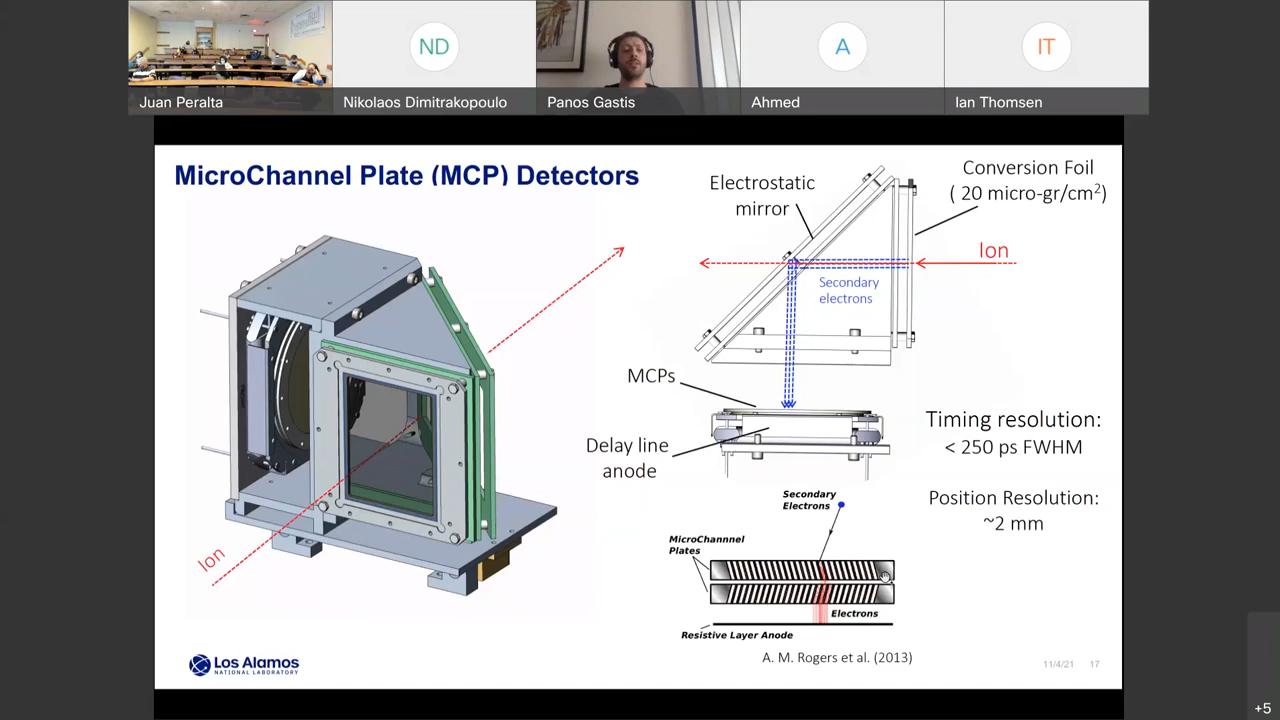 ND
A
IT
Juan Peralta
Nikolaos Dimitrakopoulo
Panos Gastis
Ahmed
Ian Thomsen
MicroChannel Plate (MCP) Detectors
Electrostatic
mirror
Conversion Foil
( 20 micro-gr/cm²)
Ion
Secondary
electrons
MCPs
Delay line
anode
Timing resolution:
< 250 ps FWHM
Position Resolution:
~2 mm
Ion
Secondary
Electrons
MicroChannnel
Plates
Electrons
Resistive Layer Anode
A. M. Rogers et al. (2013)
Los Alamos
NATIONAL LABORATORY
11/4/21 17
+5